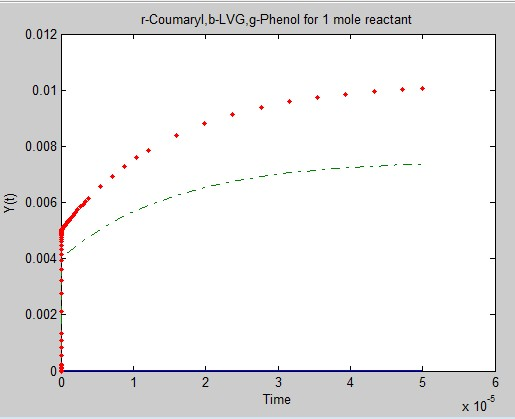 r-Coumaryl,b-LVG,g-Phenol for 1 mole reactant
0.012
0.01
0.008
0.006
0.004
0.002
0
Y(t)
0 1 2 3 4 5 6
Time
x 10⁻⁵